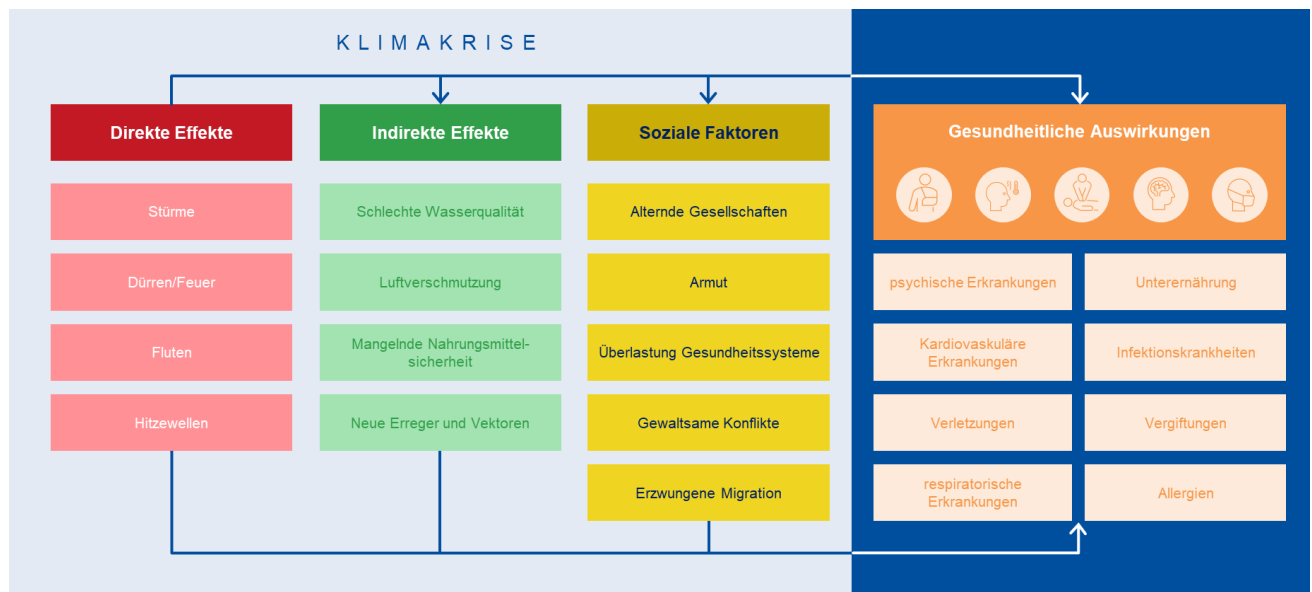 KLIMAKRISE
Direkte Effekte
Stürme
Dürren/Feuer
Fluten
Hitzewellen
Indirekte Effekte
Schlechte Wasserqualität
Luftverschmutzung
Mangelnde Nahrungsmittel-
sicherheit
Neue Erreger und Vektoren
Soziale Faktoren
Alternde Gesellschaften
Armut
Überlastung Gesundheitssysteme
Gewaltsame Konflikte
Erzwungene Migration
Gesundheitliche Auswirkungen
psychische Erkrankungen
Kardiovaskuläre
Erkrankungen
Verletzungen
respiratorische
Erkrankungen
Unterernährung
Infektionskrankheiten
Vergiftungen
Allergien